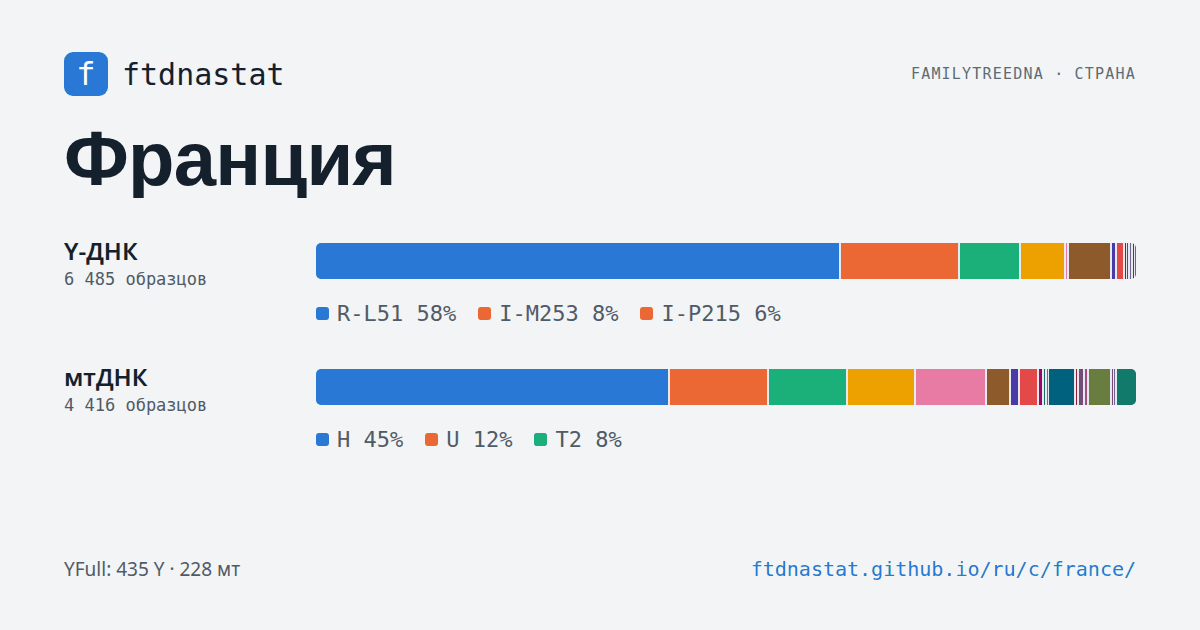 f ftdnastat
FAMILYTREEDNA · СТРАНА
Франция
Y-ДНК
6 485 образцов
R-L51 58% I-M253 8% I-P215 6%
мтДНК
4 416 образцов
H 45% U 12% T2 8%
YFull: 435 Y · 228 мт
ftdnastat.github.io/ru/c/france/